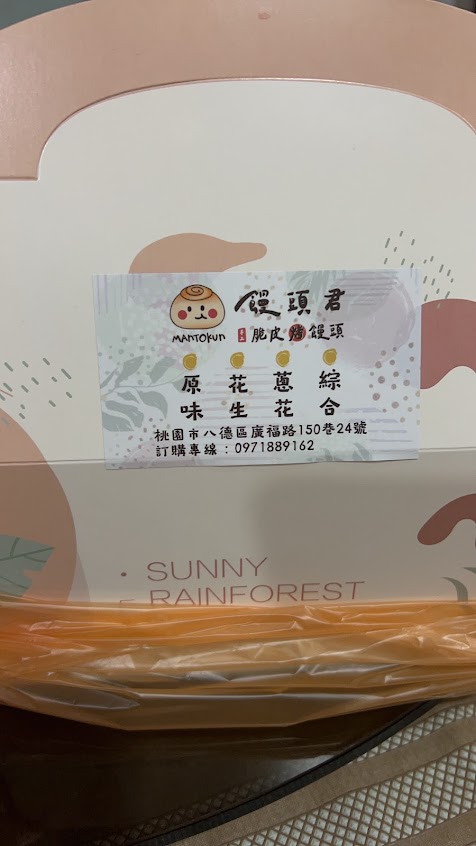 饅頭君
MANTOKUN
脆皮烤饅頭
原味 花生 蔥花 綜合
桃園市八德區廣福路150巷24號
訂購專線：0971889162
• SUNNY
RAINFOREST